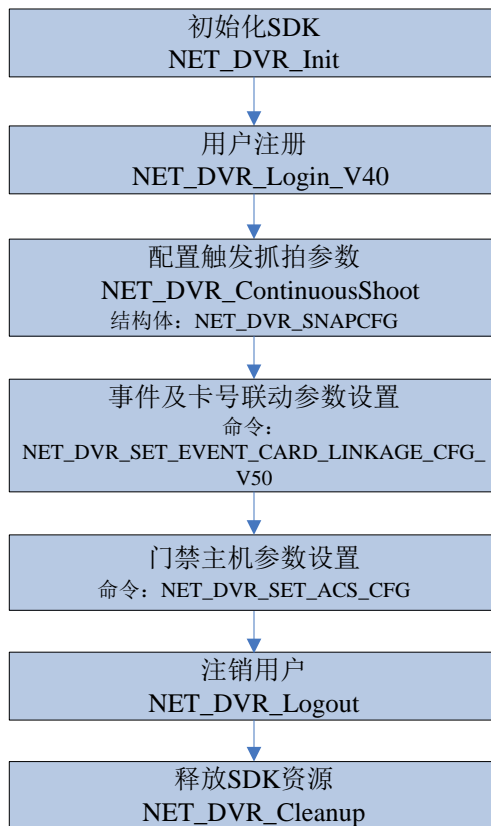 初始化SDK
NET_DVR_Init
用户注册
NET_DVR_Login_V40
配置触发抓拍参数
NET_DVR_ContinuousShoot
结构体：NET_DVR_SNAPCFG
事件及卡号联动参数设置
命令：
NET_DVR_SET_EVENT_CARD_LINKAGE_CFG_
V50
门禁主机参数设置
命令：NET_DVR_SET_ACS_CFG
注销用户
NET_DVR_Logout
释放SDK资源
NET_DVR_Cleanup